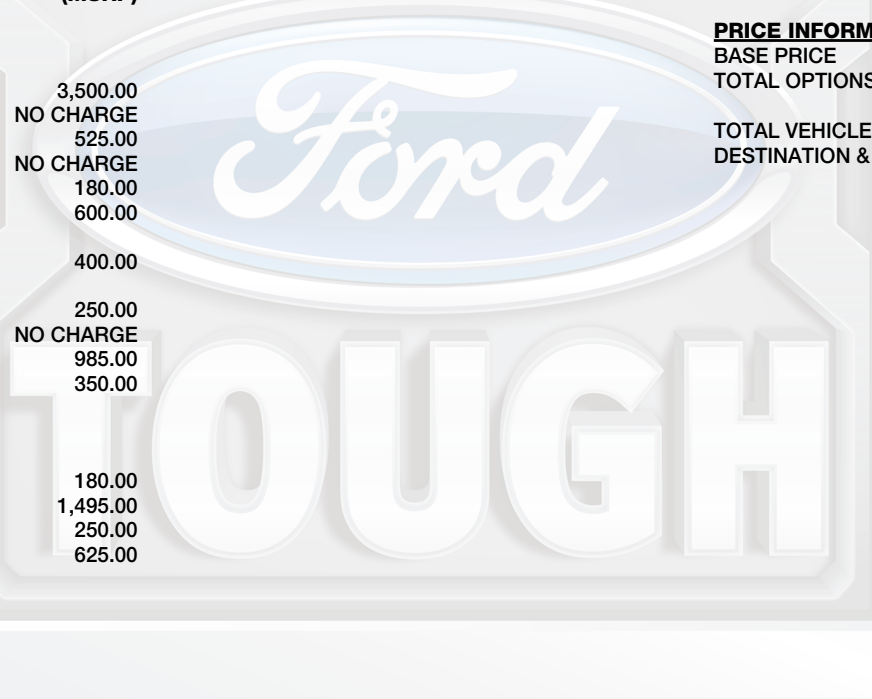 3,500.00
NO CHARGE
525.00
NO CHARGE
180.00
600.00
400.00
250.00
NO CHARGE
985.00
350.00
180.00
1,495.00
250.00
625.00
PRICE INFORM
BASE PRICE
TOTAL OPTIONS
TOTAL VEHICLE
DESTINATION &
Ford
TOUGH